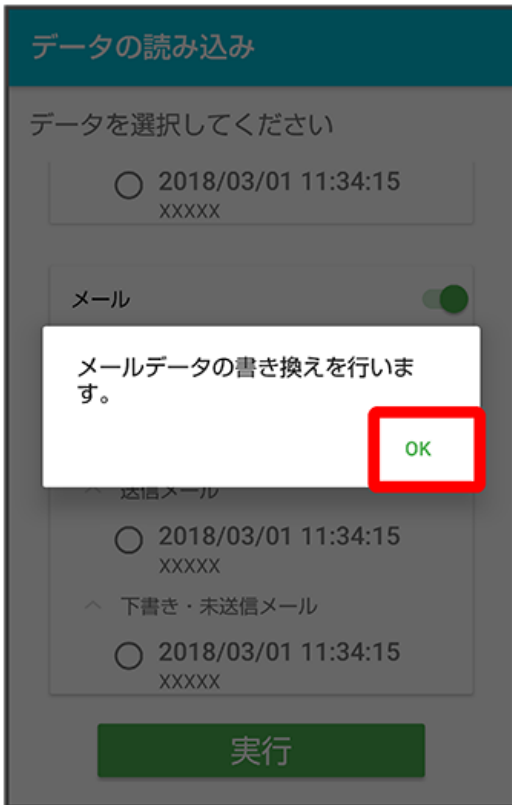 データの読み込み
データを選択してください
2018/03/01 11:34:15
XXXXX
メール
メールデータの書き換えを行いま
す。
OK
送信メール
2018/03/01 11:34:15
XXXXX
下書き・未送信メール
2018/03/01 11:34:15
XXXXX
実行